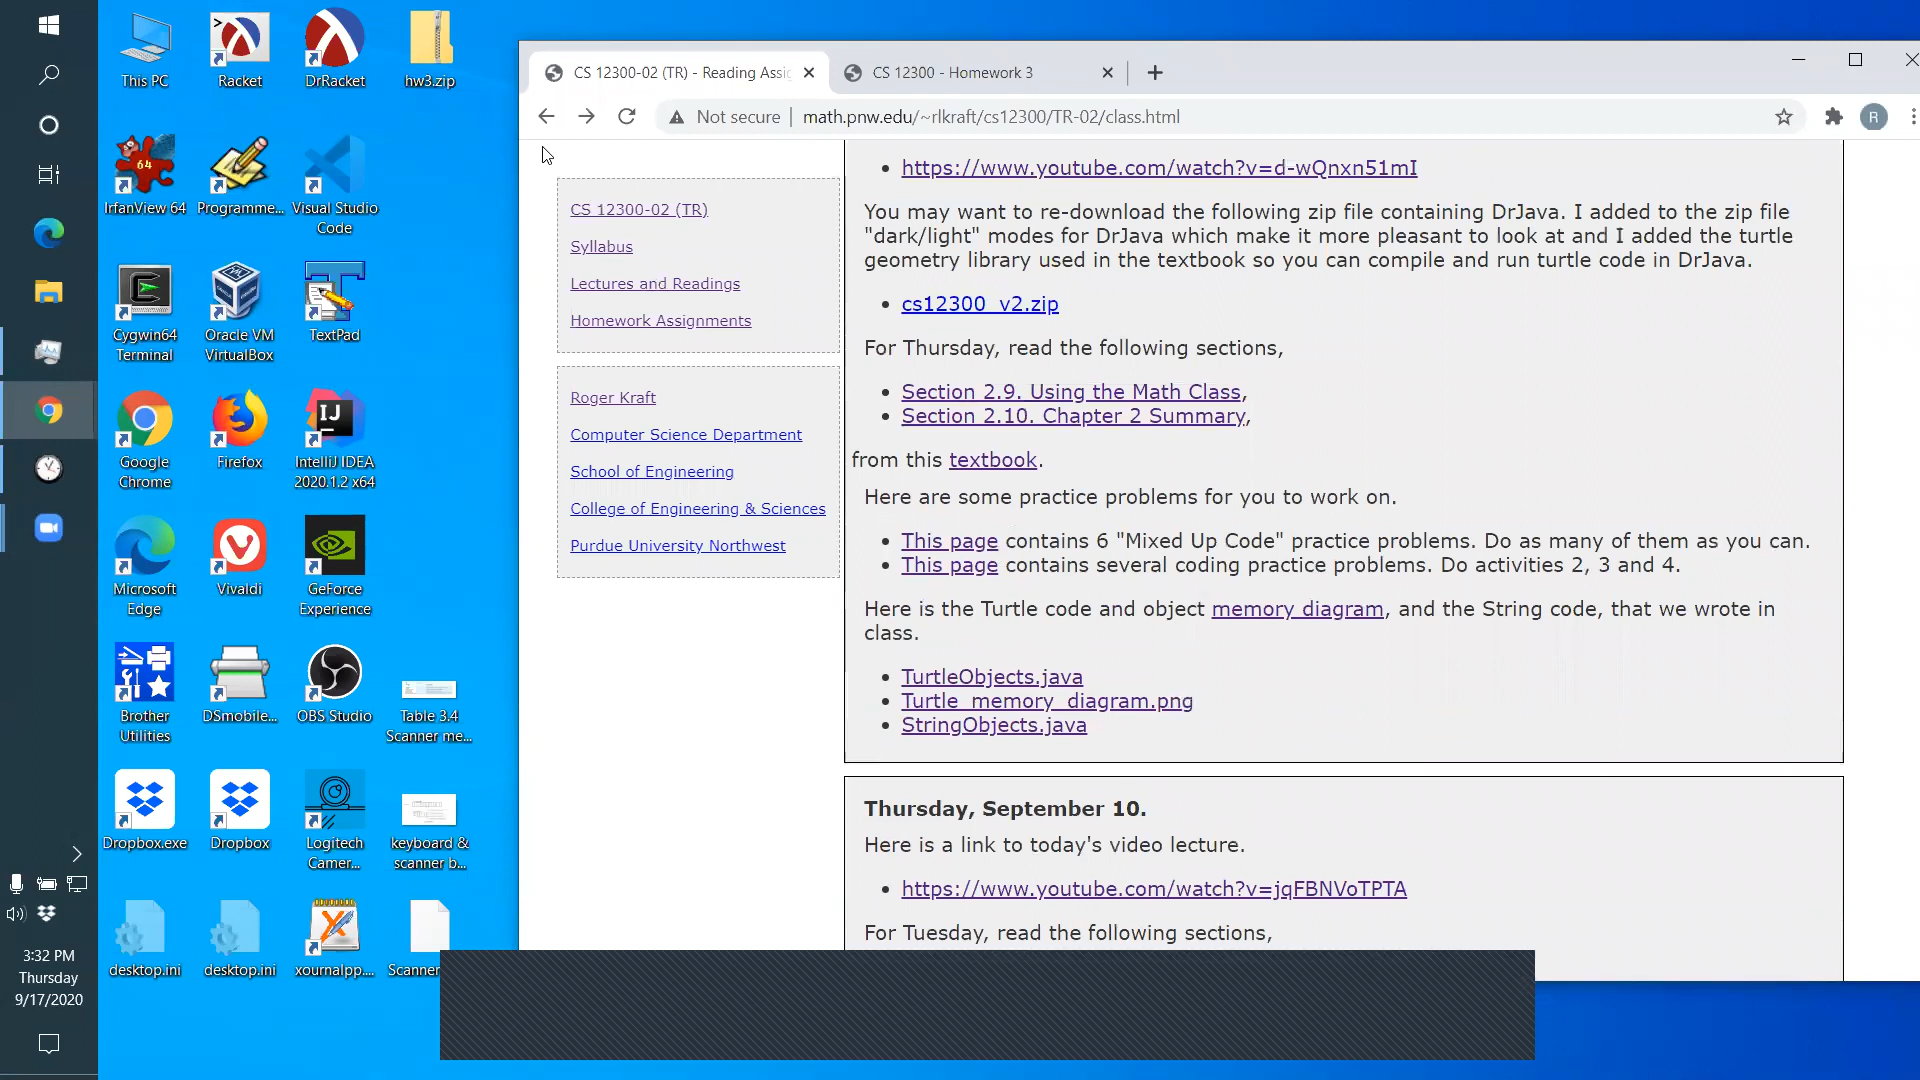 This PC
Racket
DrRacket
hw3.zip
IrfanView 64
Programme...
Visual Studio
Code
Cygwin64
Terminal
Oracle VM
VirtualBox
TextPad
Google
Chrome
Firefox
IntelliJ IDEA
2020.1.2 x64
Microsoft
Edge
Vivaldi
GeForce
Experience
Brother
Utilities
DSmobile...
OBS Studio
Table 3.4
Scanner me...
Dropbox.exe
Dropbox
Logitech
Camer...
keyboard &
scanner b...
desktop.ini
desktop.ini
xournalpp....
Scanner
3:32 PM
Thursday
9/17/2020
CS 12300-02 (TR) - Reading Assig
CS 12300 - Homework 3
Not secure
math.pnw.edu/~rlkraft/cs12300/TR-02/class.html
R
CS 12300-02 (TR)
Syllabus
Lectures and Readings
Homework Assignments
Roger Kraft
Computer Science Department
School of Engineering
College of Engineering & Sciences
Purdue University Northwest
https://www.youtube.com/watch?v=d-wQnxn51mI
You may want to re-download the following zip file containing DrJava. I added to the zip file
"dark/light" modes for DrJava which make it more pleasant to look at and I added the turtle
geometry library used in the textbook so you can compile and run turtle code in DrJava.
cs12300_v2.zip
For Thursday, read the following sections,
Section 2.9. Using the Math Class,
Section 2.10. Chapter 2 Summary,
from this textbook.
Here are some practice problems for you to work on.
This page contains 6 "Mixed Up Code" practice problems. Do as many of them as you can.
This page contains several coding practice problems. Do activities 2, 3 and 4.
Here is the Turtle code and object memory diagram, and the String code, that we wrote in
class.
TurtleObjects.java
Turtle_memory_diagram.png
StringObjects.java
Thursday, September 10.
Here is a link to today's video lecture.
https://www.youtube.com/watch?v=jqFBNVoTPTA
For Tuesday, read the following sections,